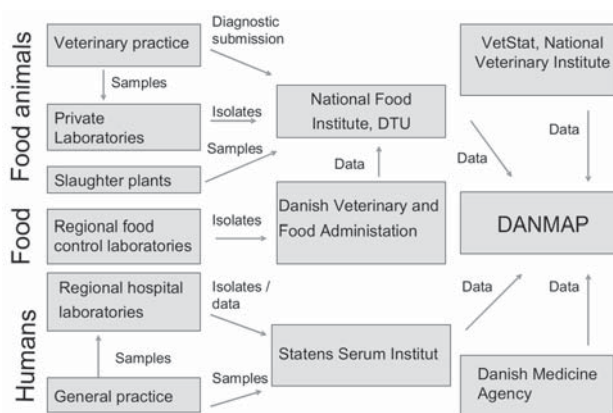 Food animals
Veterinary practice
Diagnostic
submission
Samples
Private
Laboratories
Isolates
Samples
Slaughter plants
National Food
Institute, DTU
VetStat, National
Veterinary Institute
Data
Data
Data
Food
Regional food
control laboratories
Isolates
Danish Veterinary and
Food Administation
DANMAP
Humans
Regional hospital
laboratories
Isolates /
data
Samples
General practice
Samples
Statens Serum Institut
Data
Data
Danish Medicine
Agency